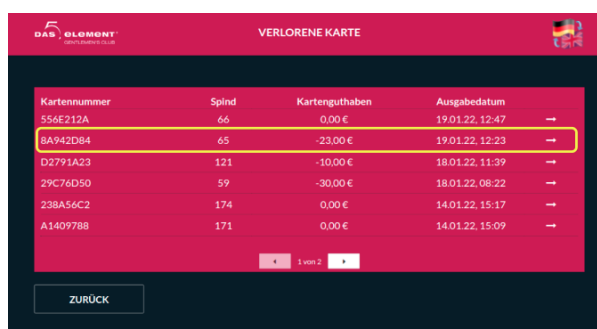 5
DAS ELEMENT
GENTLEMEN'S CLUB
VERLORENE KARTE
Kartennummer Spind Kartenguthaben Ausgabedatum
556E212A 66 0,00 € 19.01.22, 12:47 →
8A942D84 65 -23,00 € 19.01.22, 12:23 →
D2791A23 121 -10,00 € 18.01.22, 11:39 →
29C76D50 59 -30,00 € 18.01.22, 08:22 →
238A56C2 174 0,00 € 14.01.22, 15:17 →
A1409788 171 0,00 € 14.01.22, 15:09 →
1 von 2
ZURÜCK